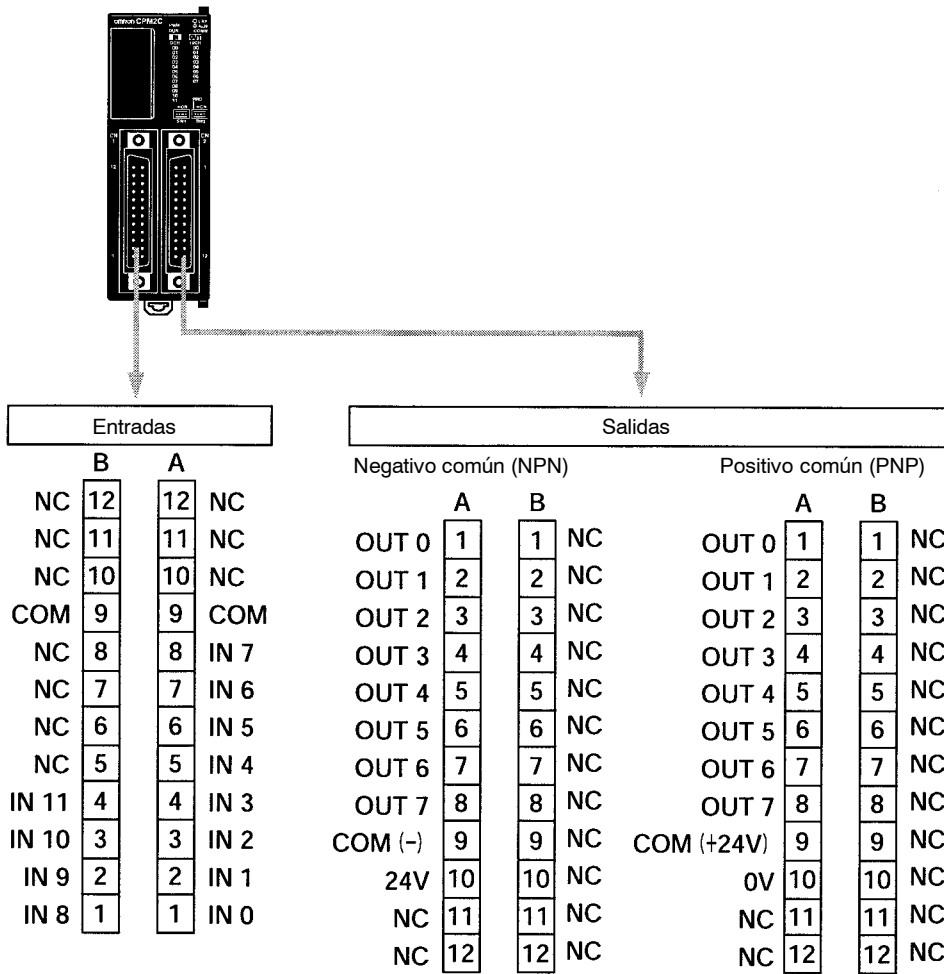 omron CPM2C
Entradas
B A
NC 12 12 NC
NC 11 11 NC
NC 10 10 NC
COM 9 9 COM
NC 8 8 IN 7
NC 7 7 IN 6
NC 6 6 IN 5
NC 5 5 IN 4
IN 11 4 4 IN 3
IN 10 3 3 IN 2
IN 9 2 2 IN 1
IN 8 1 1 IN 0
Salidas
Negativo común (NPN)
A B
OUT 0 1 1 NC
OUT 1 2 2 NC
OUT 2 3 3 NC
OUT 3 4 4 NC
OUT 4 5 5 NC
OUT 5 6 6 NC
OUT 6 7 7 NC
OUT 7 8 8 NC
COM (–) 9 9 NC
24V 10 10 NC
NC 11 11 NC
NC 12 12 NC
Positivo común (PNP)
A B
OUT 0 1 1 NC
OUT 1 2 2 NC
OUT 2 3 3 NC
OUT 3 4 4 NC
OUT 4 5 5 NC
OUT 5 6 6 NC
OUT 6 7 7 NC
OUT 7 8 8 NC
COM (+24V) 9 9 NC
0V 10 10 NC
NC 11 11 NC
NC 12 12 NC